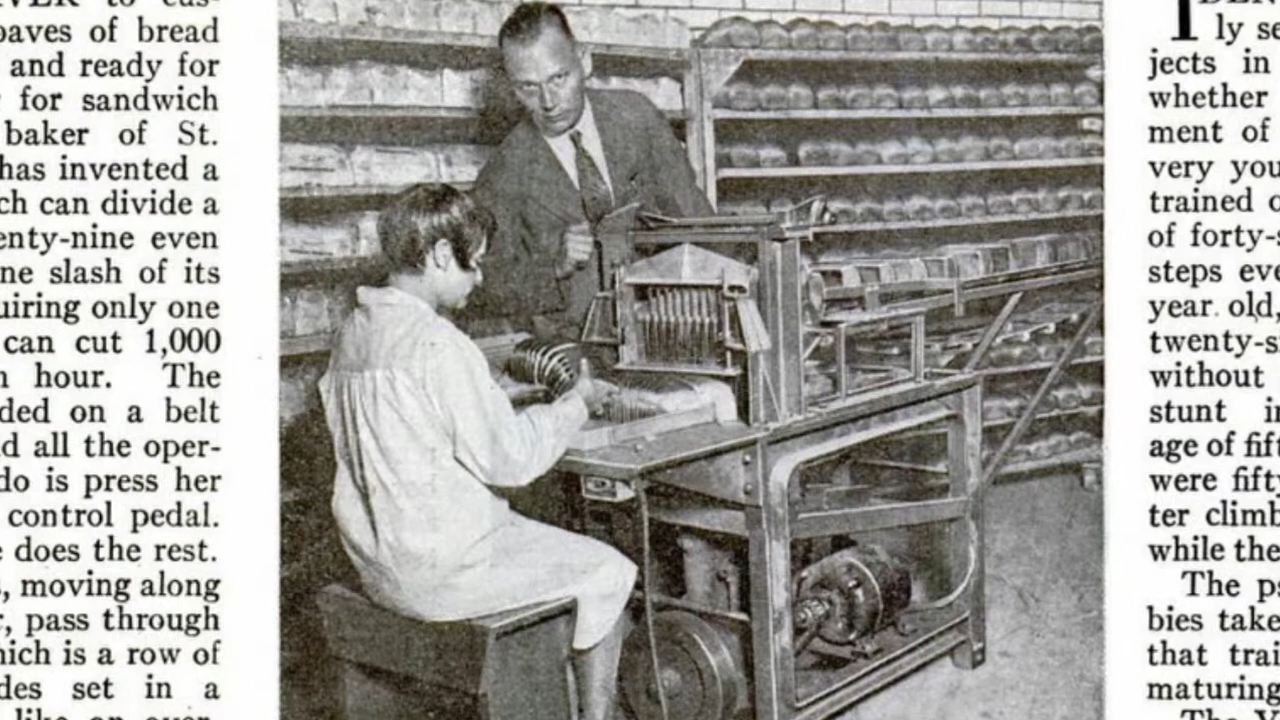 loaves of bread
and ready for
for sandwich
baker of St.
has invented a
ch can divide a
enty-nine even
ne slash of its
uiring only one
can cut 1,000
n hour. The
ded on a belt
d all the oper-
do is press her
control pedal.
e does the rest.
s, moving along
r, pass through
hich is a row of
des set in a
like an over-
ly se
jects in
whether
ment of
very you
trained o
of forty-s
steps eve
year old,
twenty-s
without
stunt in
age of fift
were fifty
ter climb
while the
The ps
bies take
that trai
maturing